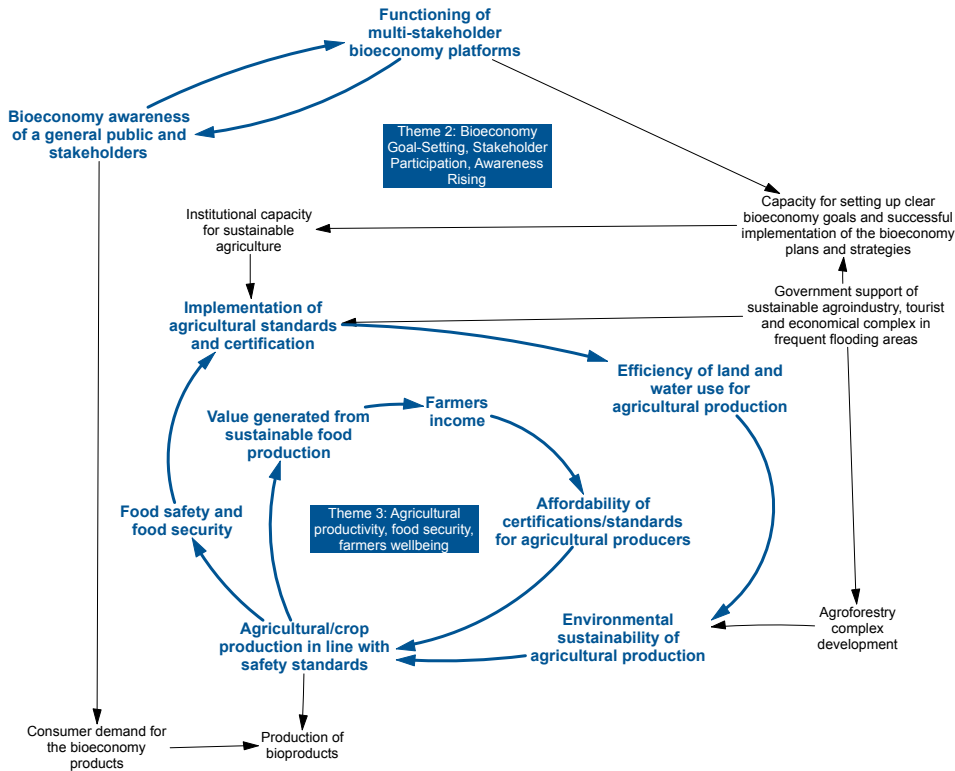 Functioning of
multi-stakeholder
bioeconomy platforms
Bioeconomy awareness
of a general public and
stakeholders
Theme 2: Bioeconomy
Goal-Setting, Stakeholder
Participation, Awareness
Rising
Capacity for setting up clear
bioeconomy goals and successful
implementation of the bioeconomy
plans and strategies
Institutional capacity
for sustainable
agriculture
Government support of
sustainable agroindustry, tourist
and economical complex in
frequent flooding areas
Implementation of
agricultural standards
and certification
Efficiency of land and
water use for
agricultural production
Value generated from
sustainable food
production
Farmers
income
Affordability of
certifications/standards
for agricultural producers
Food safety and
food security
Theme 3: Agricultural
productivity, food security,
farmers wellbeing
Agricultural/crop
production in line with
safety standards
Environmental
sustainability of
agricultural production
Agroforestry
complex
development
Consumer demand for
the bioeconomy
products
Production of
bioproducts